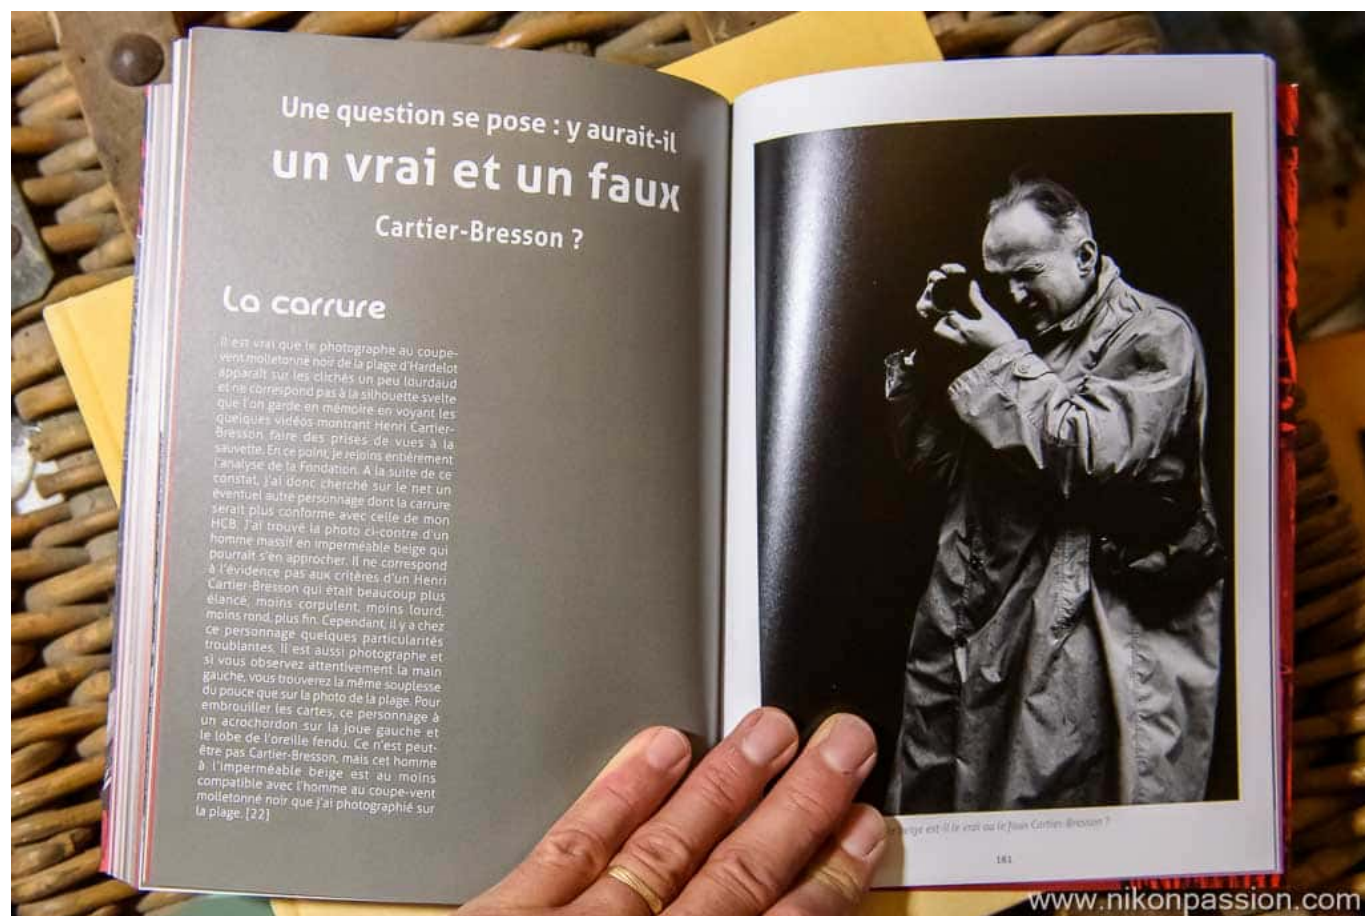 Une question se pose : y aurait-il
un vrai et un faux
Cartier-Bresson ?
La carrure
Il est vrai que le photographe au coupe-
vent molletonné noir de la plage d'Hardelot
apparaît sur les clichés un peu lourdaud
et ne correspond pas à la silhouette svelte
que l'on garde en mémoire en voyant les
quelques vidéos montrant Henri Cartier-
Bresson faire des prises de vues à la
sauvette. En ce point, je rejoins entièrement
l'analyse de la Fondation. A la suite de ce
constat, j'ai donc cherché sur le net un
éventuel autre personnage dont la carrure
serait plus conforme avec celle de mon
HCB. J'ai trouvé la photo ci-contre d'un
homme massif en imperméable beige qui
pourrait s'en approcher. Il ne correspond
à l'évidence pas aux critères d'un Henri
Cartier-Bresson qui était beaucoup plus
élancé, moins corpulent, moins lourd,
moins rond, plus fin. Cependant, il y a chez
ce personnage quelques particularités
troublantes. Il est aussi photographe et
si vous observez attentivement la main
gauche, vous trouverez la même souplesse
du pouce que sur la photo de la plage. Pour
embrouiller les cartes, ce personnage à
un acrochordon sur la joue gauche et
le lobe de l'oreille fendu. Ce n'est peut-
être pas Cartier-Bresson, mais cet homme
à l'imperméable beige est au moins
compatible avec l'homme au coupe-vent
molletonné noir que j'ai photographié sur
la plage. [22]
beige est-il le vrai ou le faux Cartier-Bresson ?
161
www.nikonpassion.com